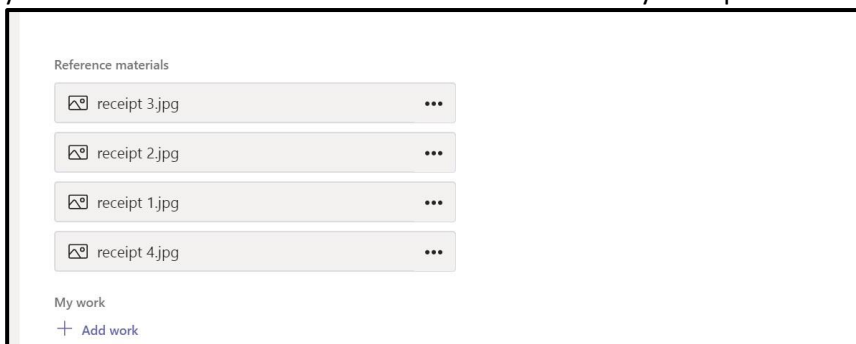 Reference materials
receipt 3.jpg
receipt 2.jpg
receipt 1.jpg
receipt 4.jpg
My work
+ Add work